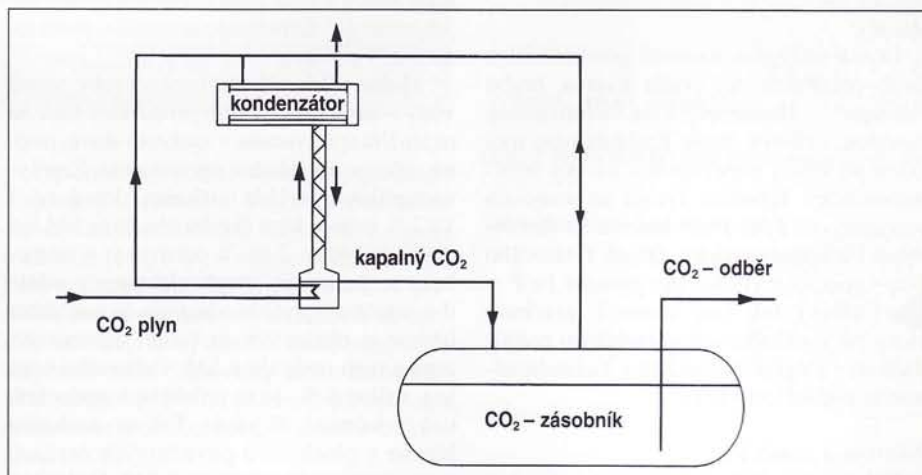 kondenzátor
kapalný CO₂
CO₂ – odběr
CO₂ plyn
CO₂ – zásobník